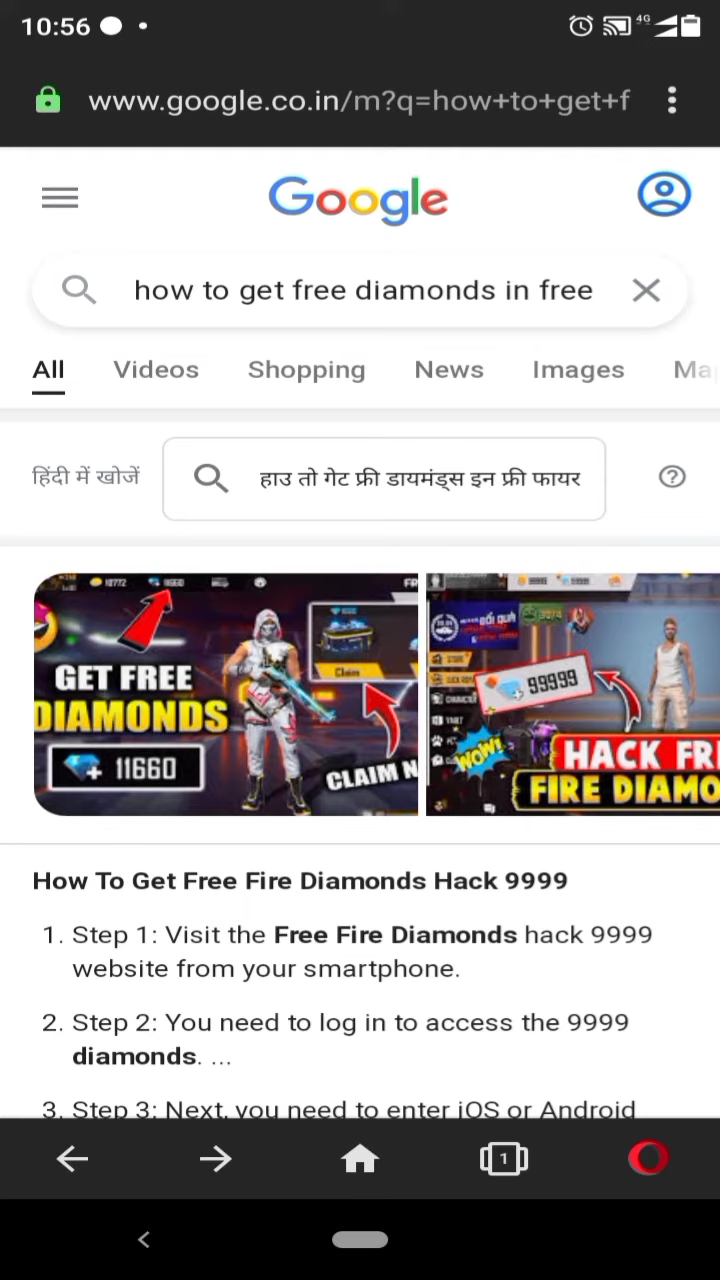 10:56
4G
www.google.co.in/m?q=how+to+get+f
Google
how to get free diamonds in free
All Videos Shopping News Images Ma
हिंदी में खोजें
हाउ तो गेट फ्री डायमंड्स इन फ्री फायर
GET FREE
DIAMONDS
11660
Claim
CLAIM N
99999
WOW!
HACK FR
FIRE DIAMO
How To Get Free Fire Diamonds Hack 9999
1. Step 1: Visit the Free Fire Diamonds hack 9999
website from your smartphone.
2. Step 2: You need to log in to access the 9999
diamonds. ...
3. Step 3: Next, you need to enter iOS or Android
1